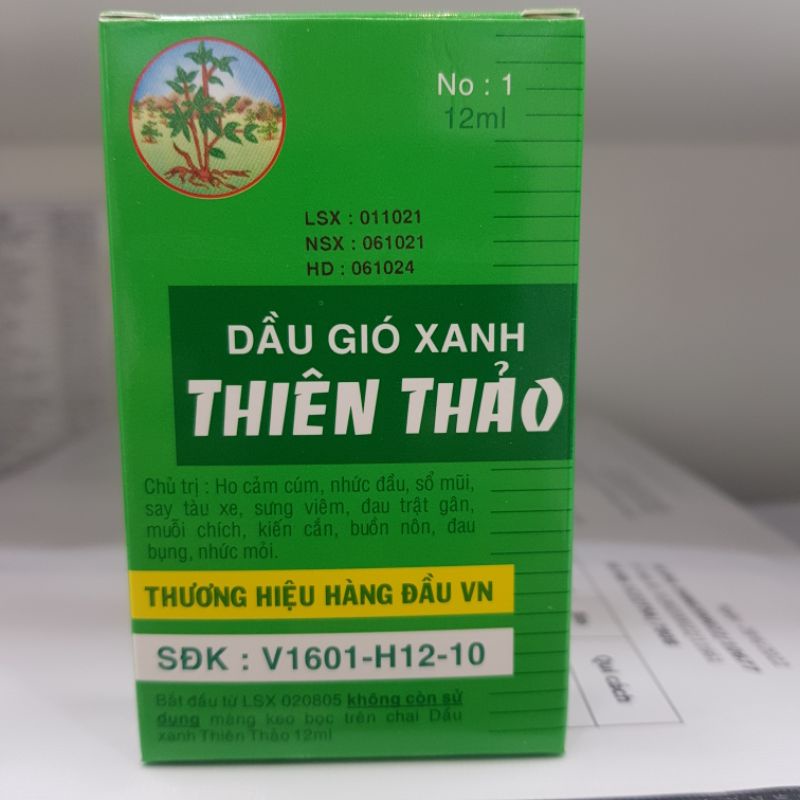 No : 1
12ml
LSX : 011021
NSX : 061021
HD : 061024
DẦU GIÓ XANH
THIÊN THẢO
Chủ trị : Ho cảm cúm, nhức đầu, sổ mũi,
say tàu xe, sưng viêm, đau trật gân,
muỗi chích, kiến cắn, buồn nôn, đau
bụng, nhức mỏi.
THƯƠNG HIỆU HÀNG ĐẦU VN
SĐK : V1601-H12-10
Bắt đầu từ LSX 020805 không còn sử
dụng màng keo bọc trên chai Dầu
xanh Thiên Thảo 12ml
Qui cách